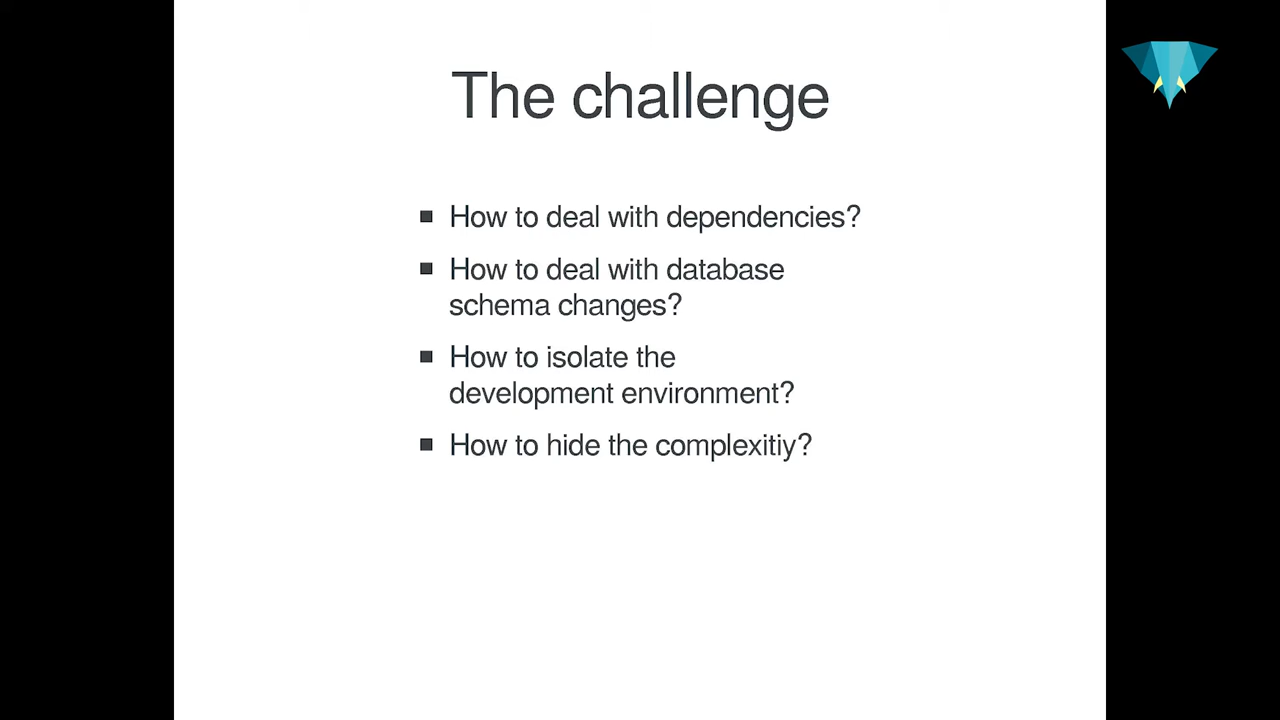 The challenge
How to deal with dependencies?
How to deal with database
schema changes?
How to isolate the
development environment?
How to hide the complexitiy?